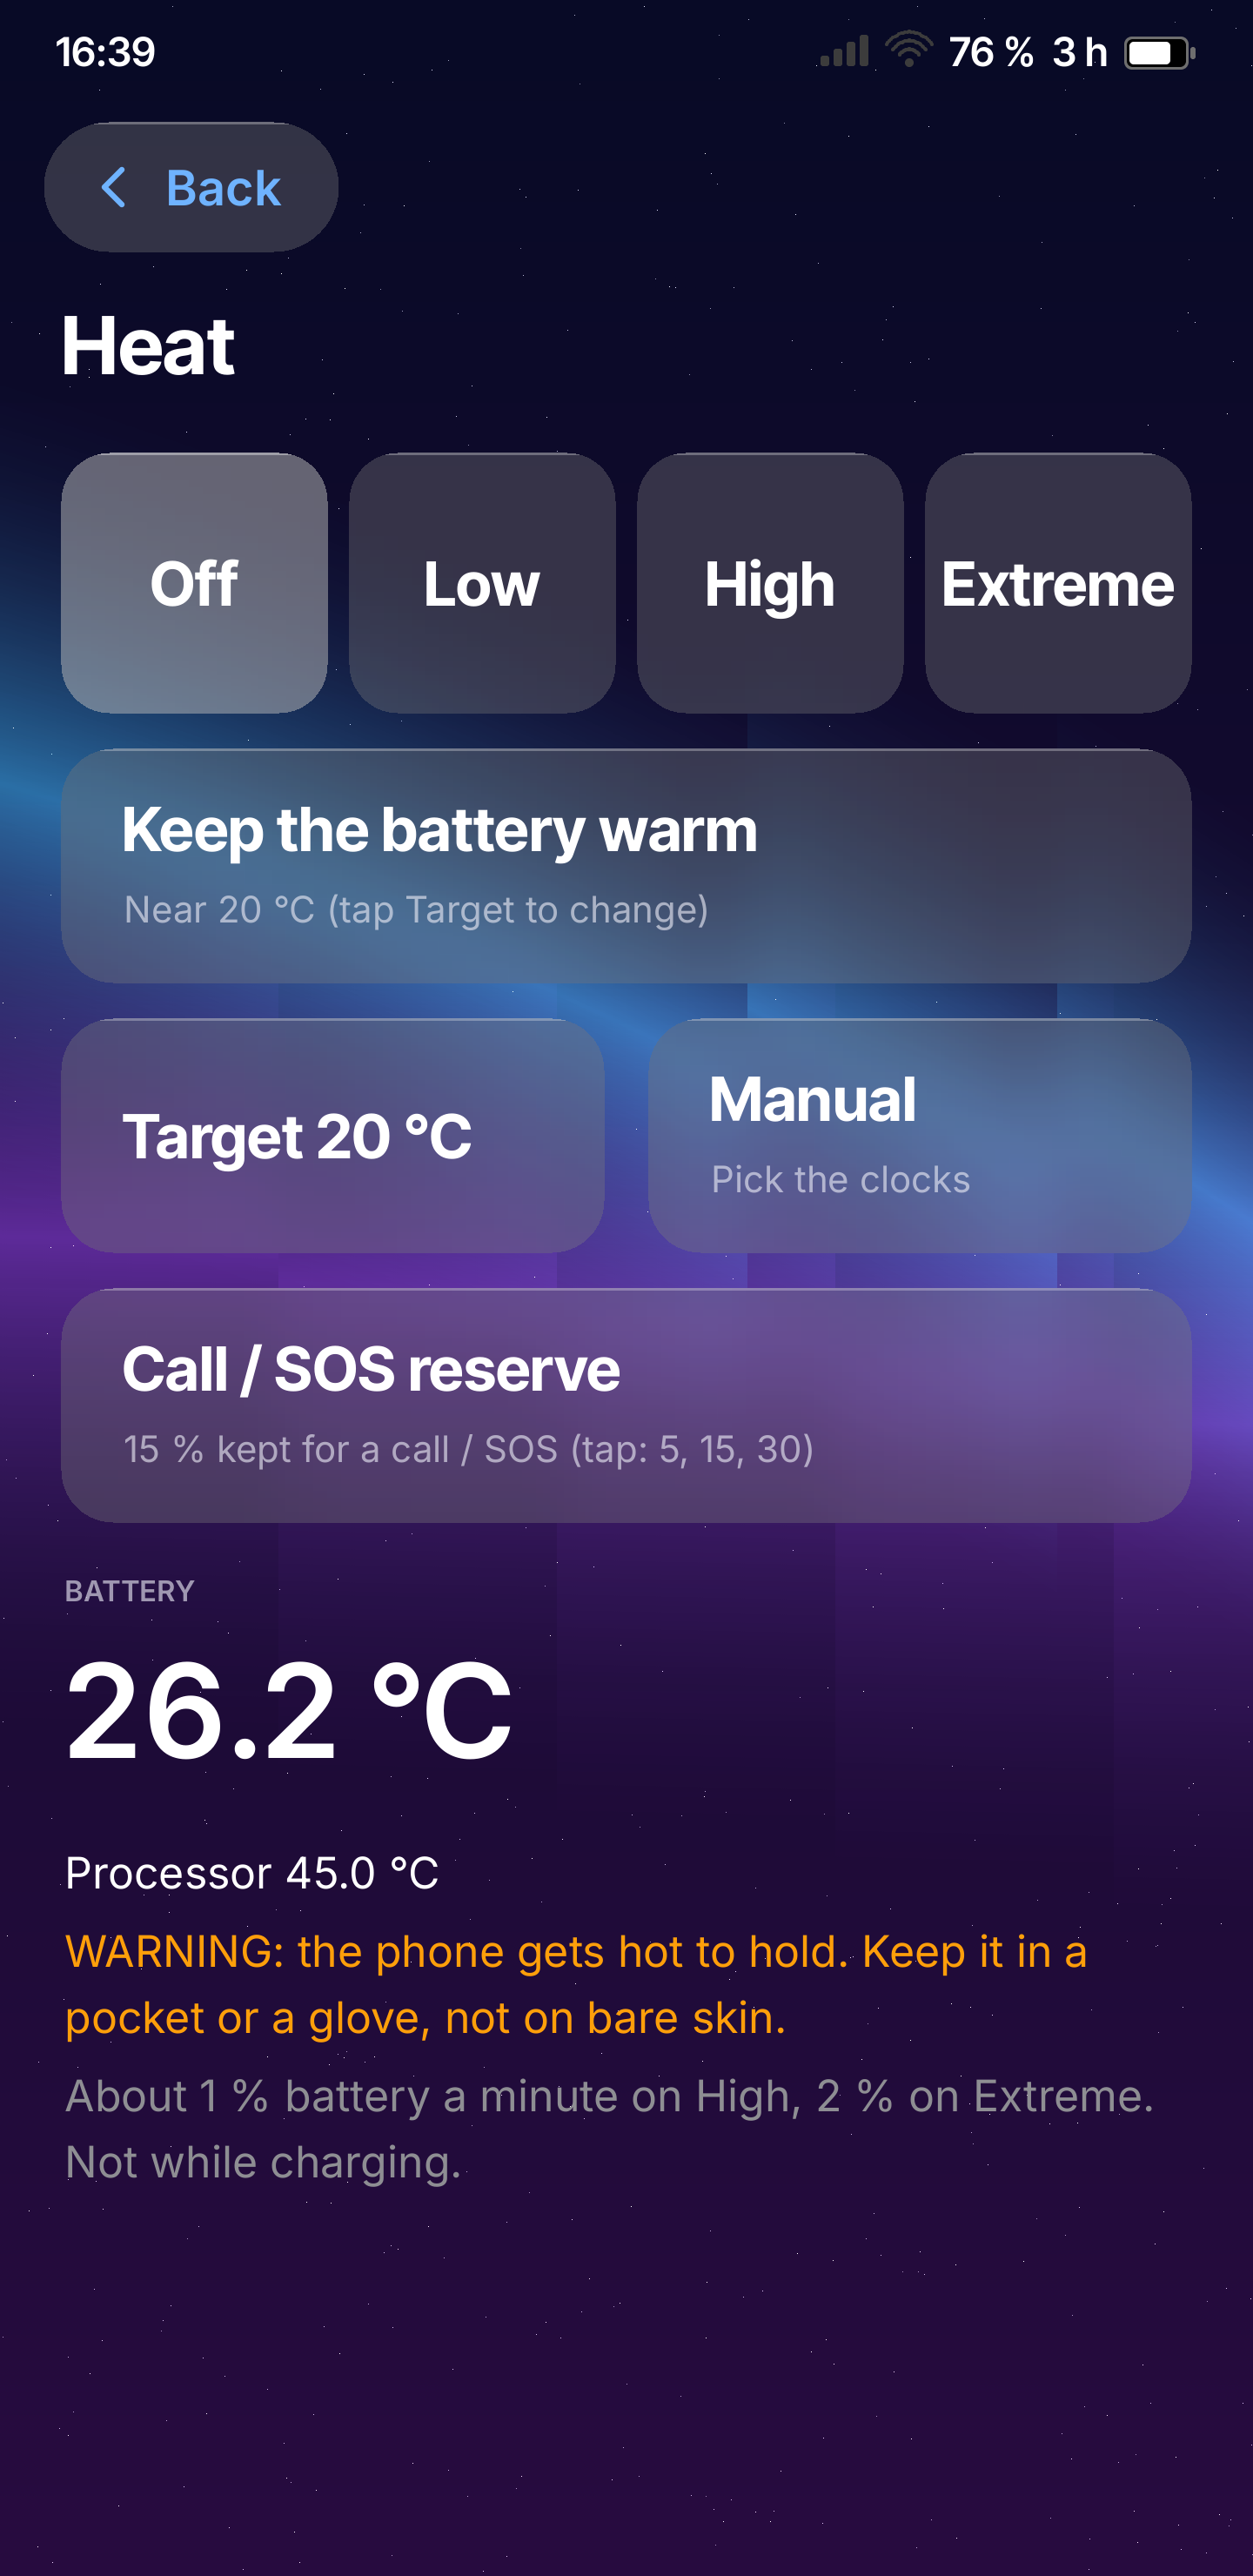 16:39
76 % 3 h
Back
Heat
Off
Low
High
Extreme
Keep the battery warm
Near 20 °C (tap Target to change)
Target 20 °C
Manual
Pick the clocks
Call / SOS reserve
15 % kept for a call / SOS (tap: 5, 15, 30)
BATTERY
26.2 °C
Processor 45.0 °C
WARNING: the phone gets hot to hold. Keep it in a
pocket or a glove, not on bare skin.
About 1 % battery a minute on High, 2 % on Extreme.
Not while charging.